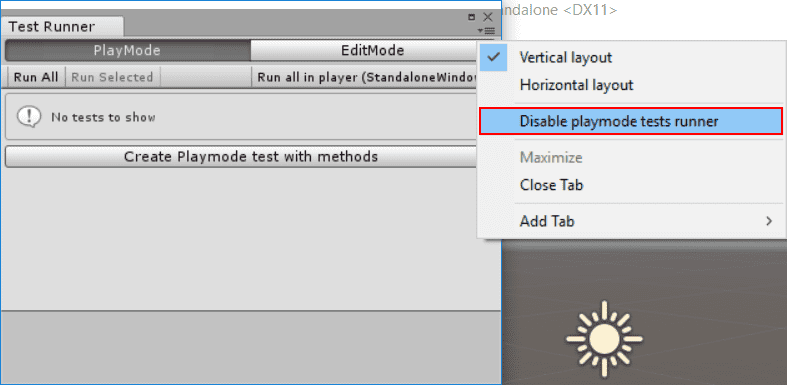 ndalone <DX11>
Test Runner
PlayMode
EditMode
Run All
Run Selected
Run all in player (StandaloneWindow
No tests to show
Create Playmode test with methods
Vertical layout
Horizontal layout
Disable playmode tests runner
Maximize
Close Tab
Add Tab